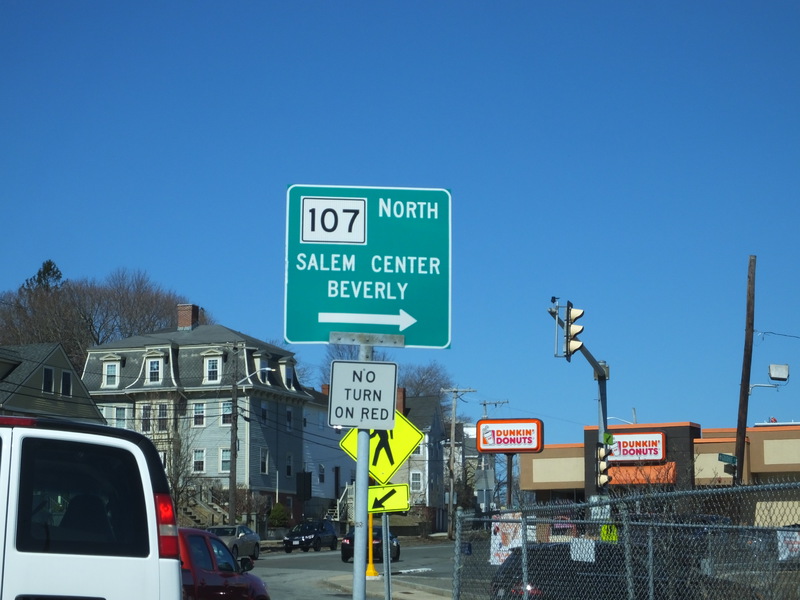 107 NORTH
SALEM CENTER
BEVERLY
NO
TURN
ON RED
DUNKIN'
DONUTS
DUNKIN'
DONUTS